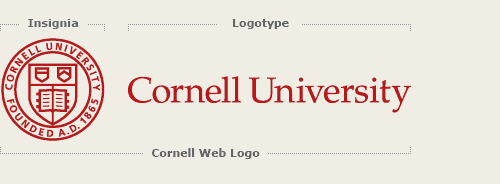 Insignia
Logotype
CORNELL UNIVERSITY
FOUNDED A.D. 1865
Cornell University
Cornell Web Logo